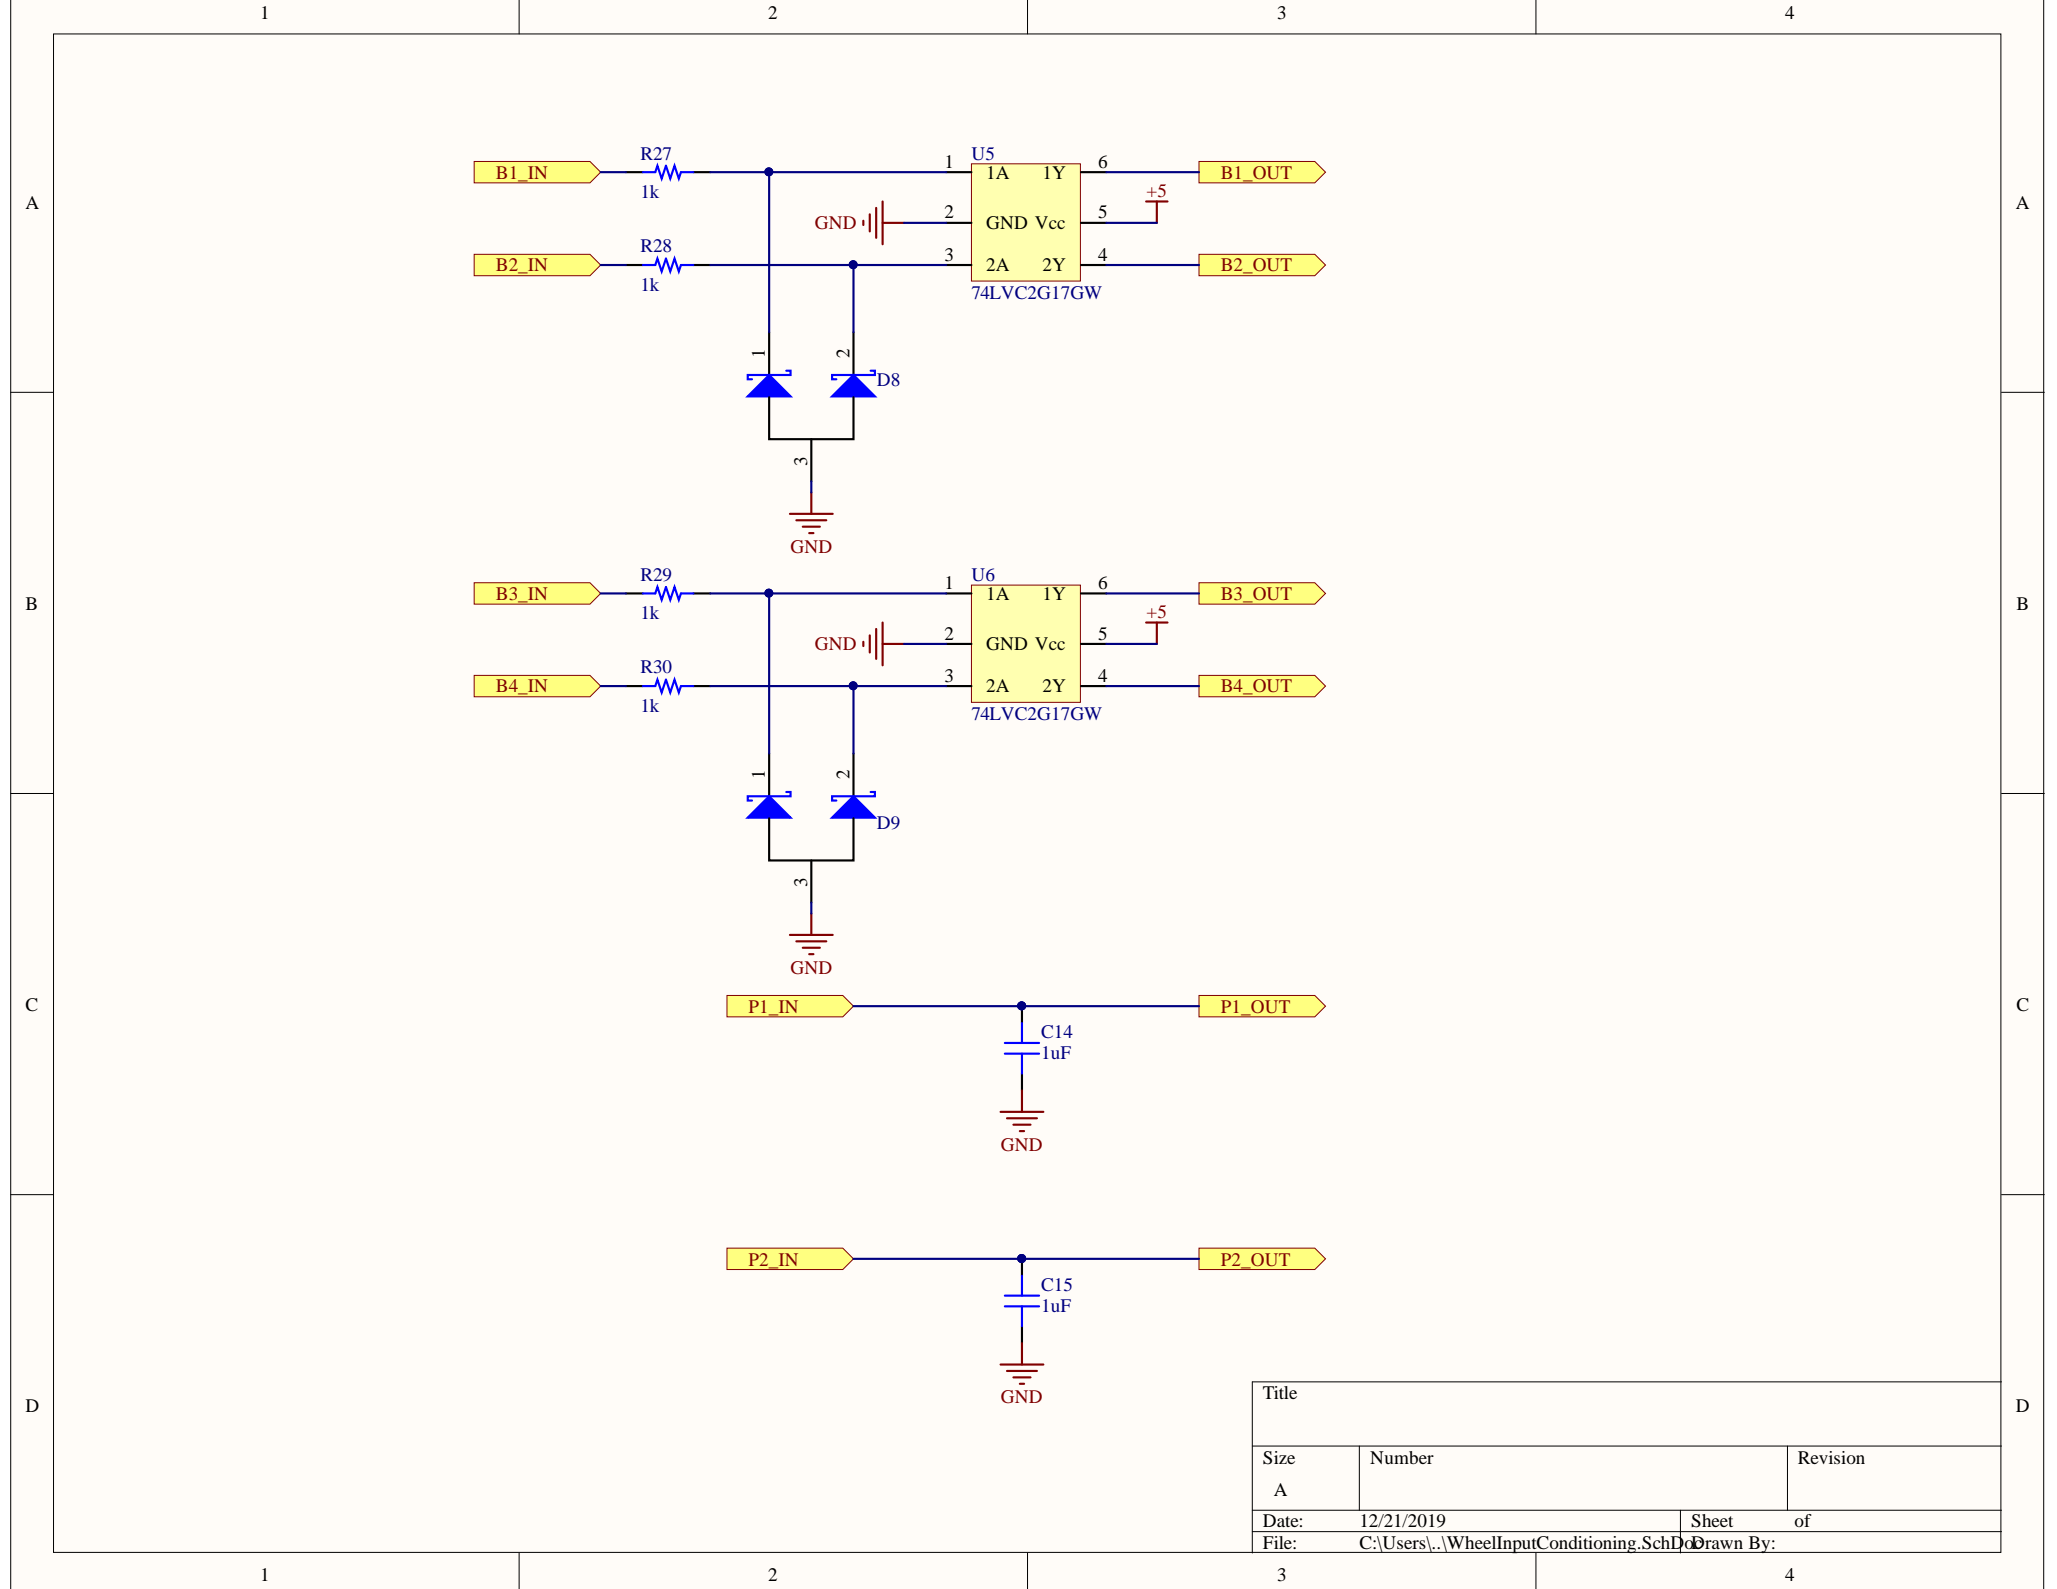 1 2 3 4
A A
R27
B1_IN 1 U5 1A 1Y 6 B1_OUT
1k +5
GND 2 GND Vcc 5
R28
B2_IN 3 2A 2Y 4 B2_OUT
1k 74LVC2G17GW
1 2
D8
3
GND
B B
R29
B3_IN 1 U6 1A 1Y 6 B3_OUT
1k +5
GND 2 GND Vcc 5
R30
B4_IN 3 2A 2Y 4 B4_OUT
1k 74LVC2G17GW
1 2
D9
3
GND
C C
P1_IN P1_OUT
C14
1uF
GND
P2_IN P2_OUT
C15
1uF
GND
D D
Title
Size Number Revision
A
Date: 12/21/2019 Sheet of
File: C:\Users\..\WheelInputConditioning.SchDoc Drawn By:
1 2 3 4